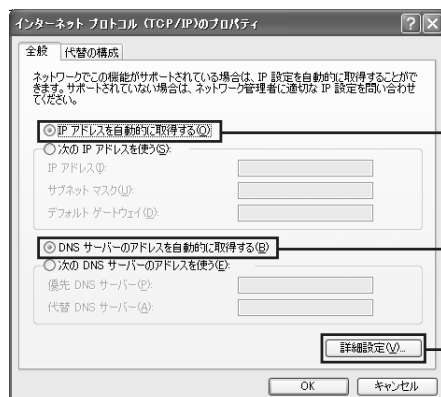 インターネット プロトコル (TCP/IP)のプロパティ
全般
代替の構成
ネットワークでこの機能がサポートされている場合は、IP 設定を自動的に取得することがで
きます。サポートされていない場合は、ネットワーク管理者に適切な IP 設定を問い合わせ
てください。
IP アドレスを自動的に取得する(O)
次の IP アドレスを使う(S):
IP アドレス(I):
サブネット マスク(U):
デフォルト ゲートウェイ(D):
DNS サーバーのアドレスを自動的に取得する(B)
次の DNS サーバーのアドレスを使う(E):
優先 DNS サーバー(P):
代替 DNS サーバー(A):
詳細設定(V)...
OK
キャンセル